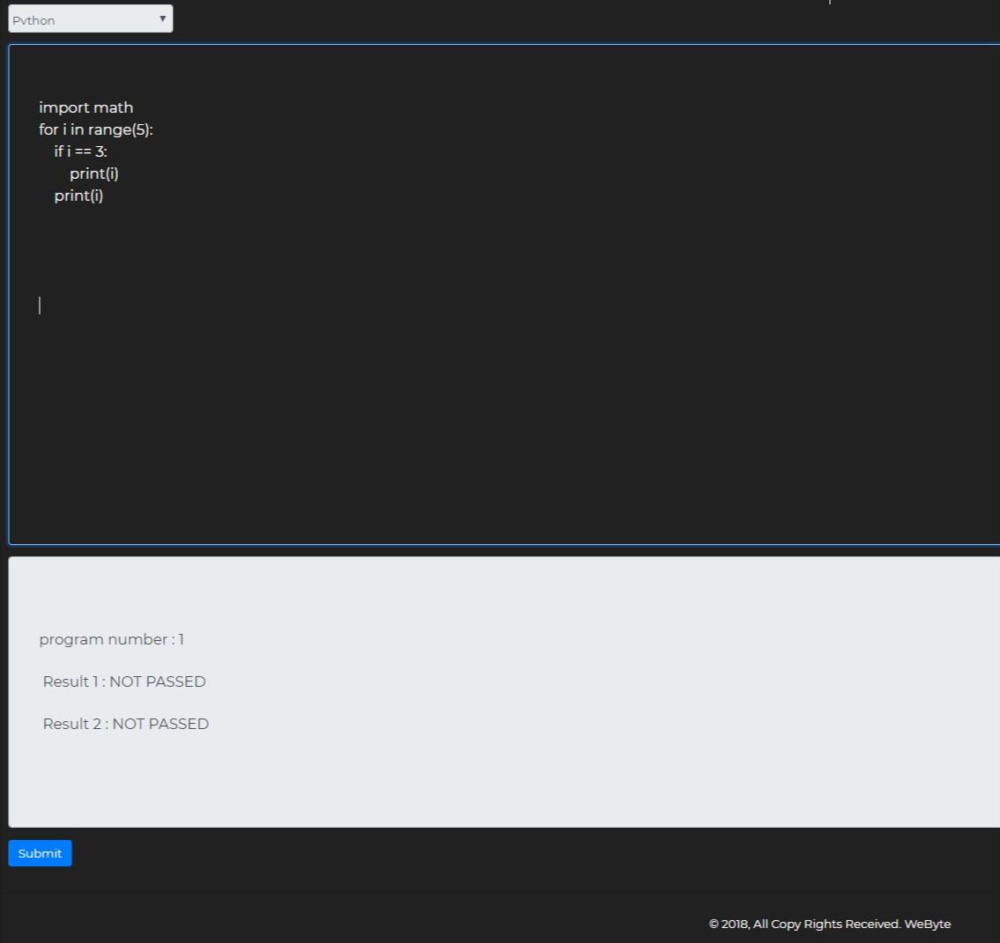 Python
import math
for i in range(5):
    if i == 3:
        print(i)
    print(i)
program number : 1
Result 1 : NOT PASSED
Result 2 : NOT PASSED
Submit
© 2018, All Copy Rights Received. WeByte